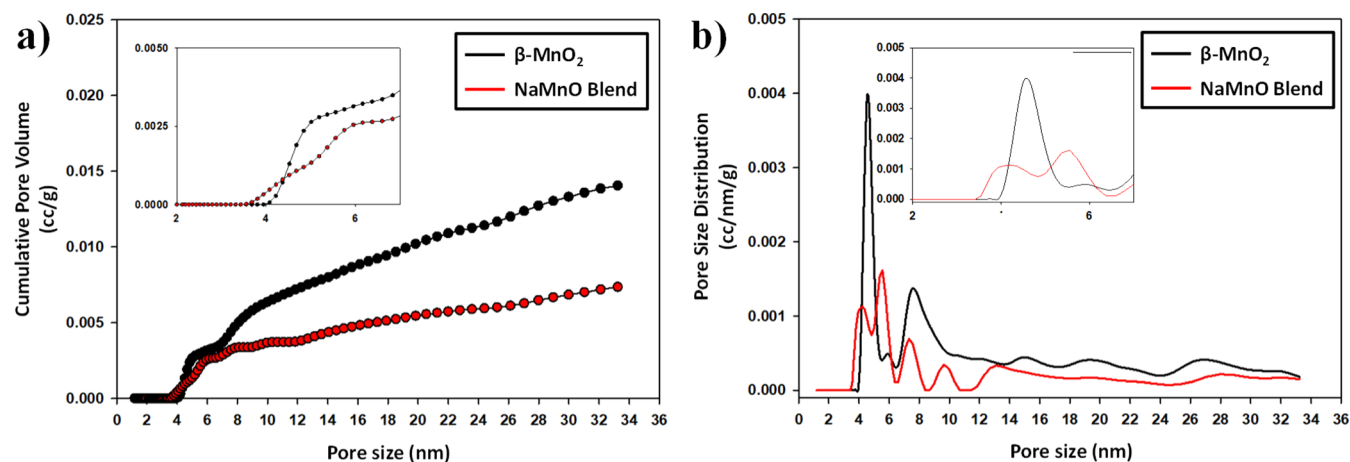 a)
Cumulative Pore Volume
(cc/g)
0.025
0.020
0.015
0.010
0.005
0.000
0 2 4 6 8 10 12 14 16 18 20 22 24 26 28 30 32 34 36
Pore size (nm)
0.0050
0.0025
0.0000
2 4 6
β-MnO₂
NaMnO Blend
b)
Pore Size Distribution
(cc/nm/g)
0.005
0.004
0.003
0.002
0.001
0.000
0 2 4 6 8 10 12 14 16 18 20 22 24 26 28 30 32 34 36
Pore size (nm)
0.005
0.004
0.003
0.002
0.001
0.000
2 4 6
β-MnO₂
NaMnO Blend